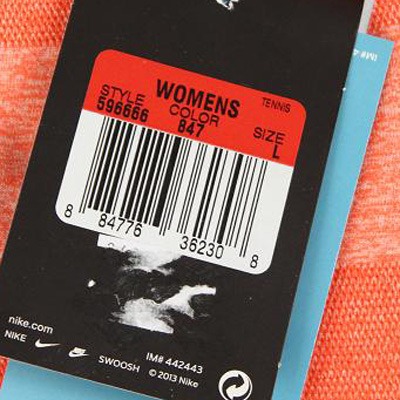 WOMENS
TENNIS
STYLE COLOR SIZE
596666 847 L
8 84776 36230 8
nike.com
NIKE SWOOSH IM# 442443
© 2013 Nike
IM#